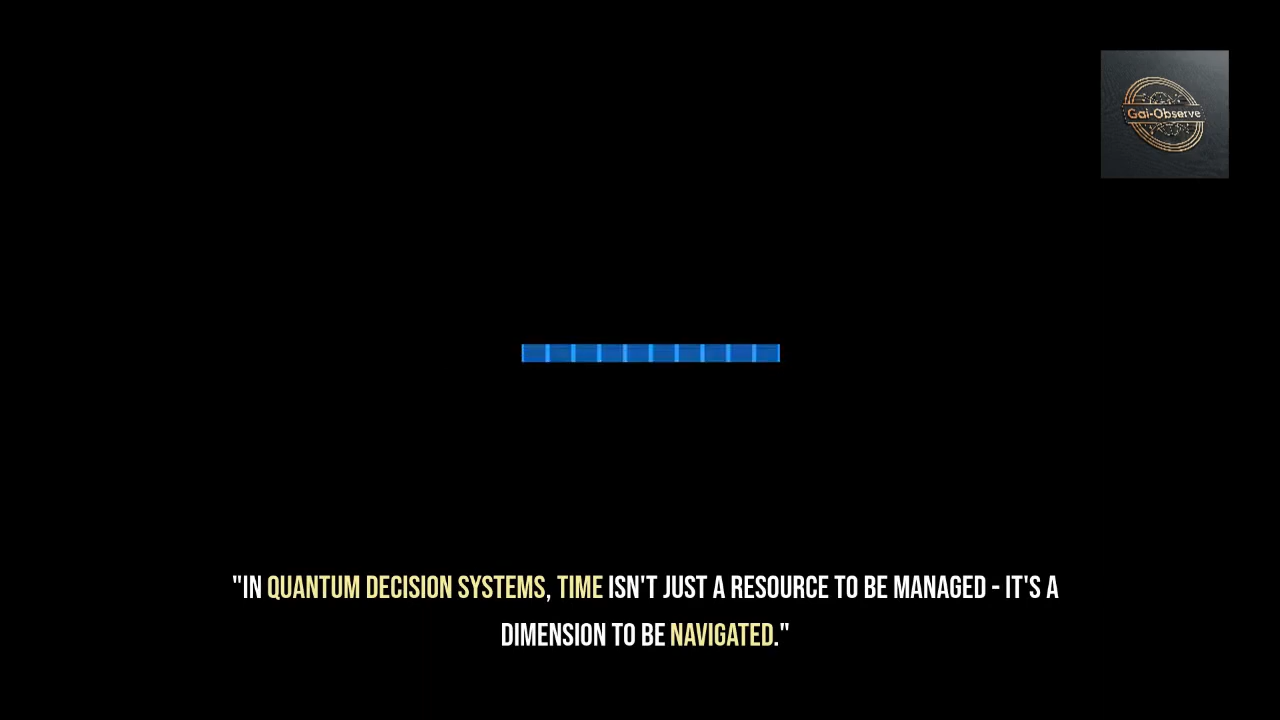 Gai-Observe
"IN QUANTUM DECISION SYSTEMS, TIME ISN'T JUST A RESOURCE TO BE MANAGED - IT'S A
DIMENSION TO BE NAVIGATED."